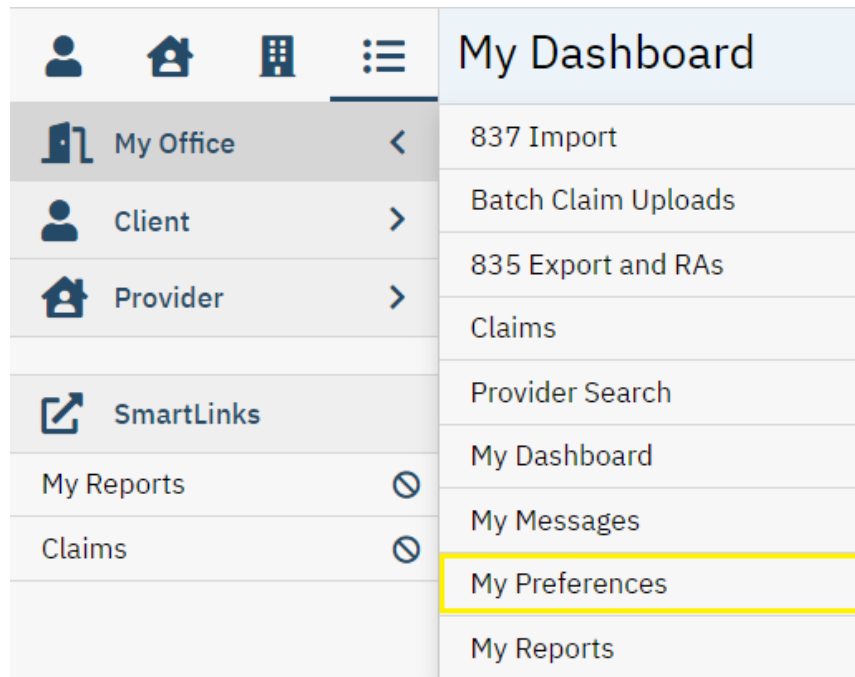 My Dashboard
My Office
Client
Provider
SmartLinks
My Reports
Claims
837 Import
Batch Claim Uploads
835 Export and RAs
Claims
Provider Search
My Dashboard
My Messages
My Preferences
My Reports